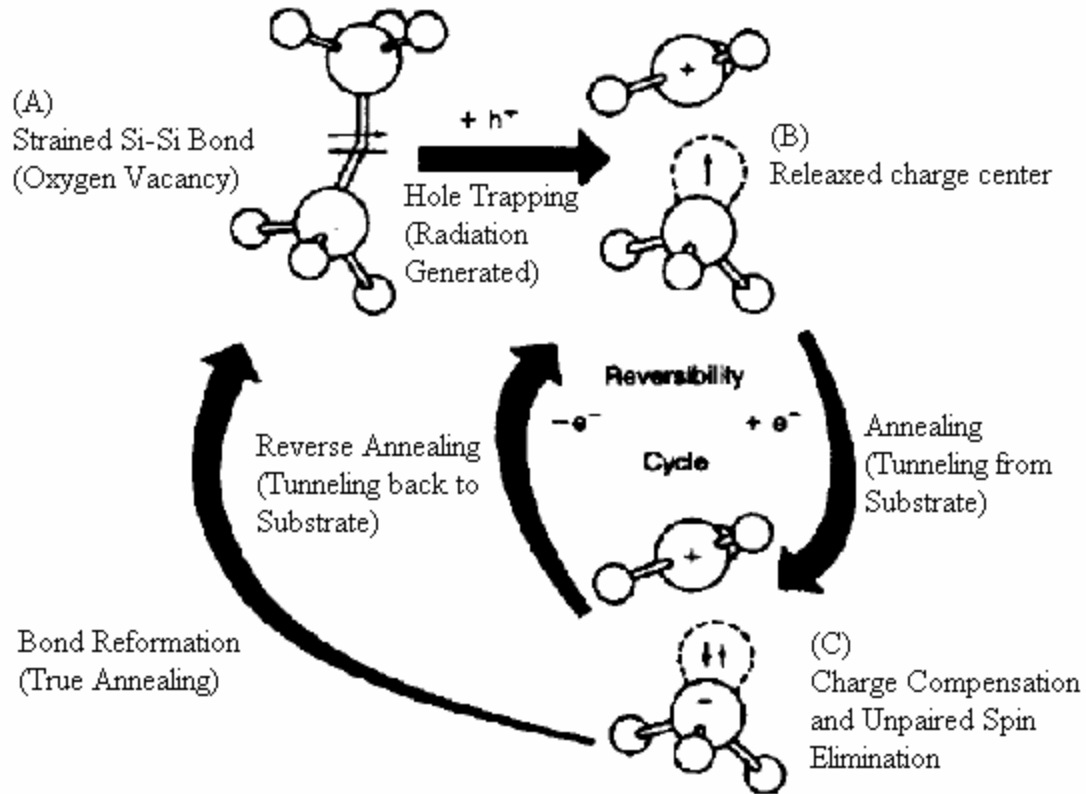 (A)
Strained Si-Si Bond
(Oxygen Vacancy)
+ h+
Hole Trapping
(Radiation
Generated)
+
(B)
Releaxed charge center
Reversibility
− e−
+ e−
Cycle
Reverse Annealing
(Tunneling back to
Substrate)
Annealing
(Tunneling from
Substrate)
+
Bond Reformation
(True Annealing)
−
(C)
Charge Compensation
and Unpaired Spin
Elimination